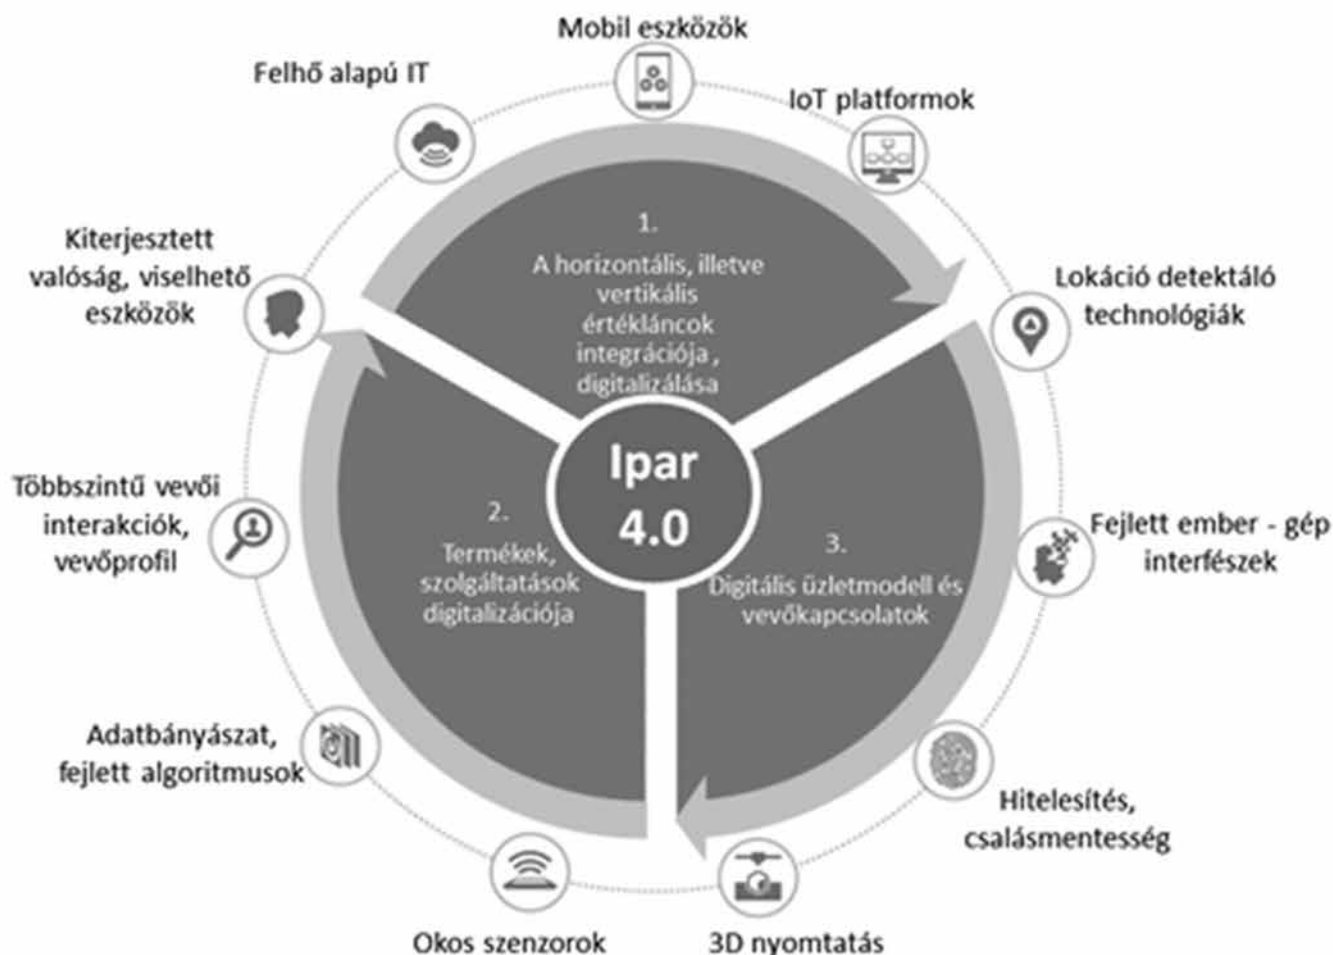 Mobil eszközök
Felhő alapú IT
IoT platformok
Kiterjesztett
valóság, viselhető
eszközök
Lokáció detektáló
technológiák
1.
A horizontális, illetve
vertikális
értékláncok
integrációja,
digitalizálása
Ipar
4.0
Többszintű vevői
interakciók,
vevőprofil
2.
Termékek,
szolgáltatások
digitalizációja
3.
Digitális üzletmodell és
vevőkapcsolatok
Fejlett ember - gép
interfészek
Adatbányászat,
fejlett algoritmusok
Hitelesítés,
csalásmentesség
Okos szenzorok
3D nyomtatás